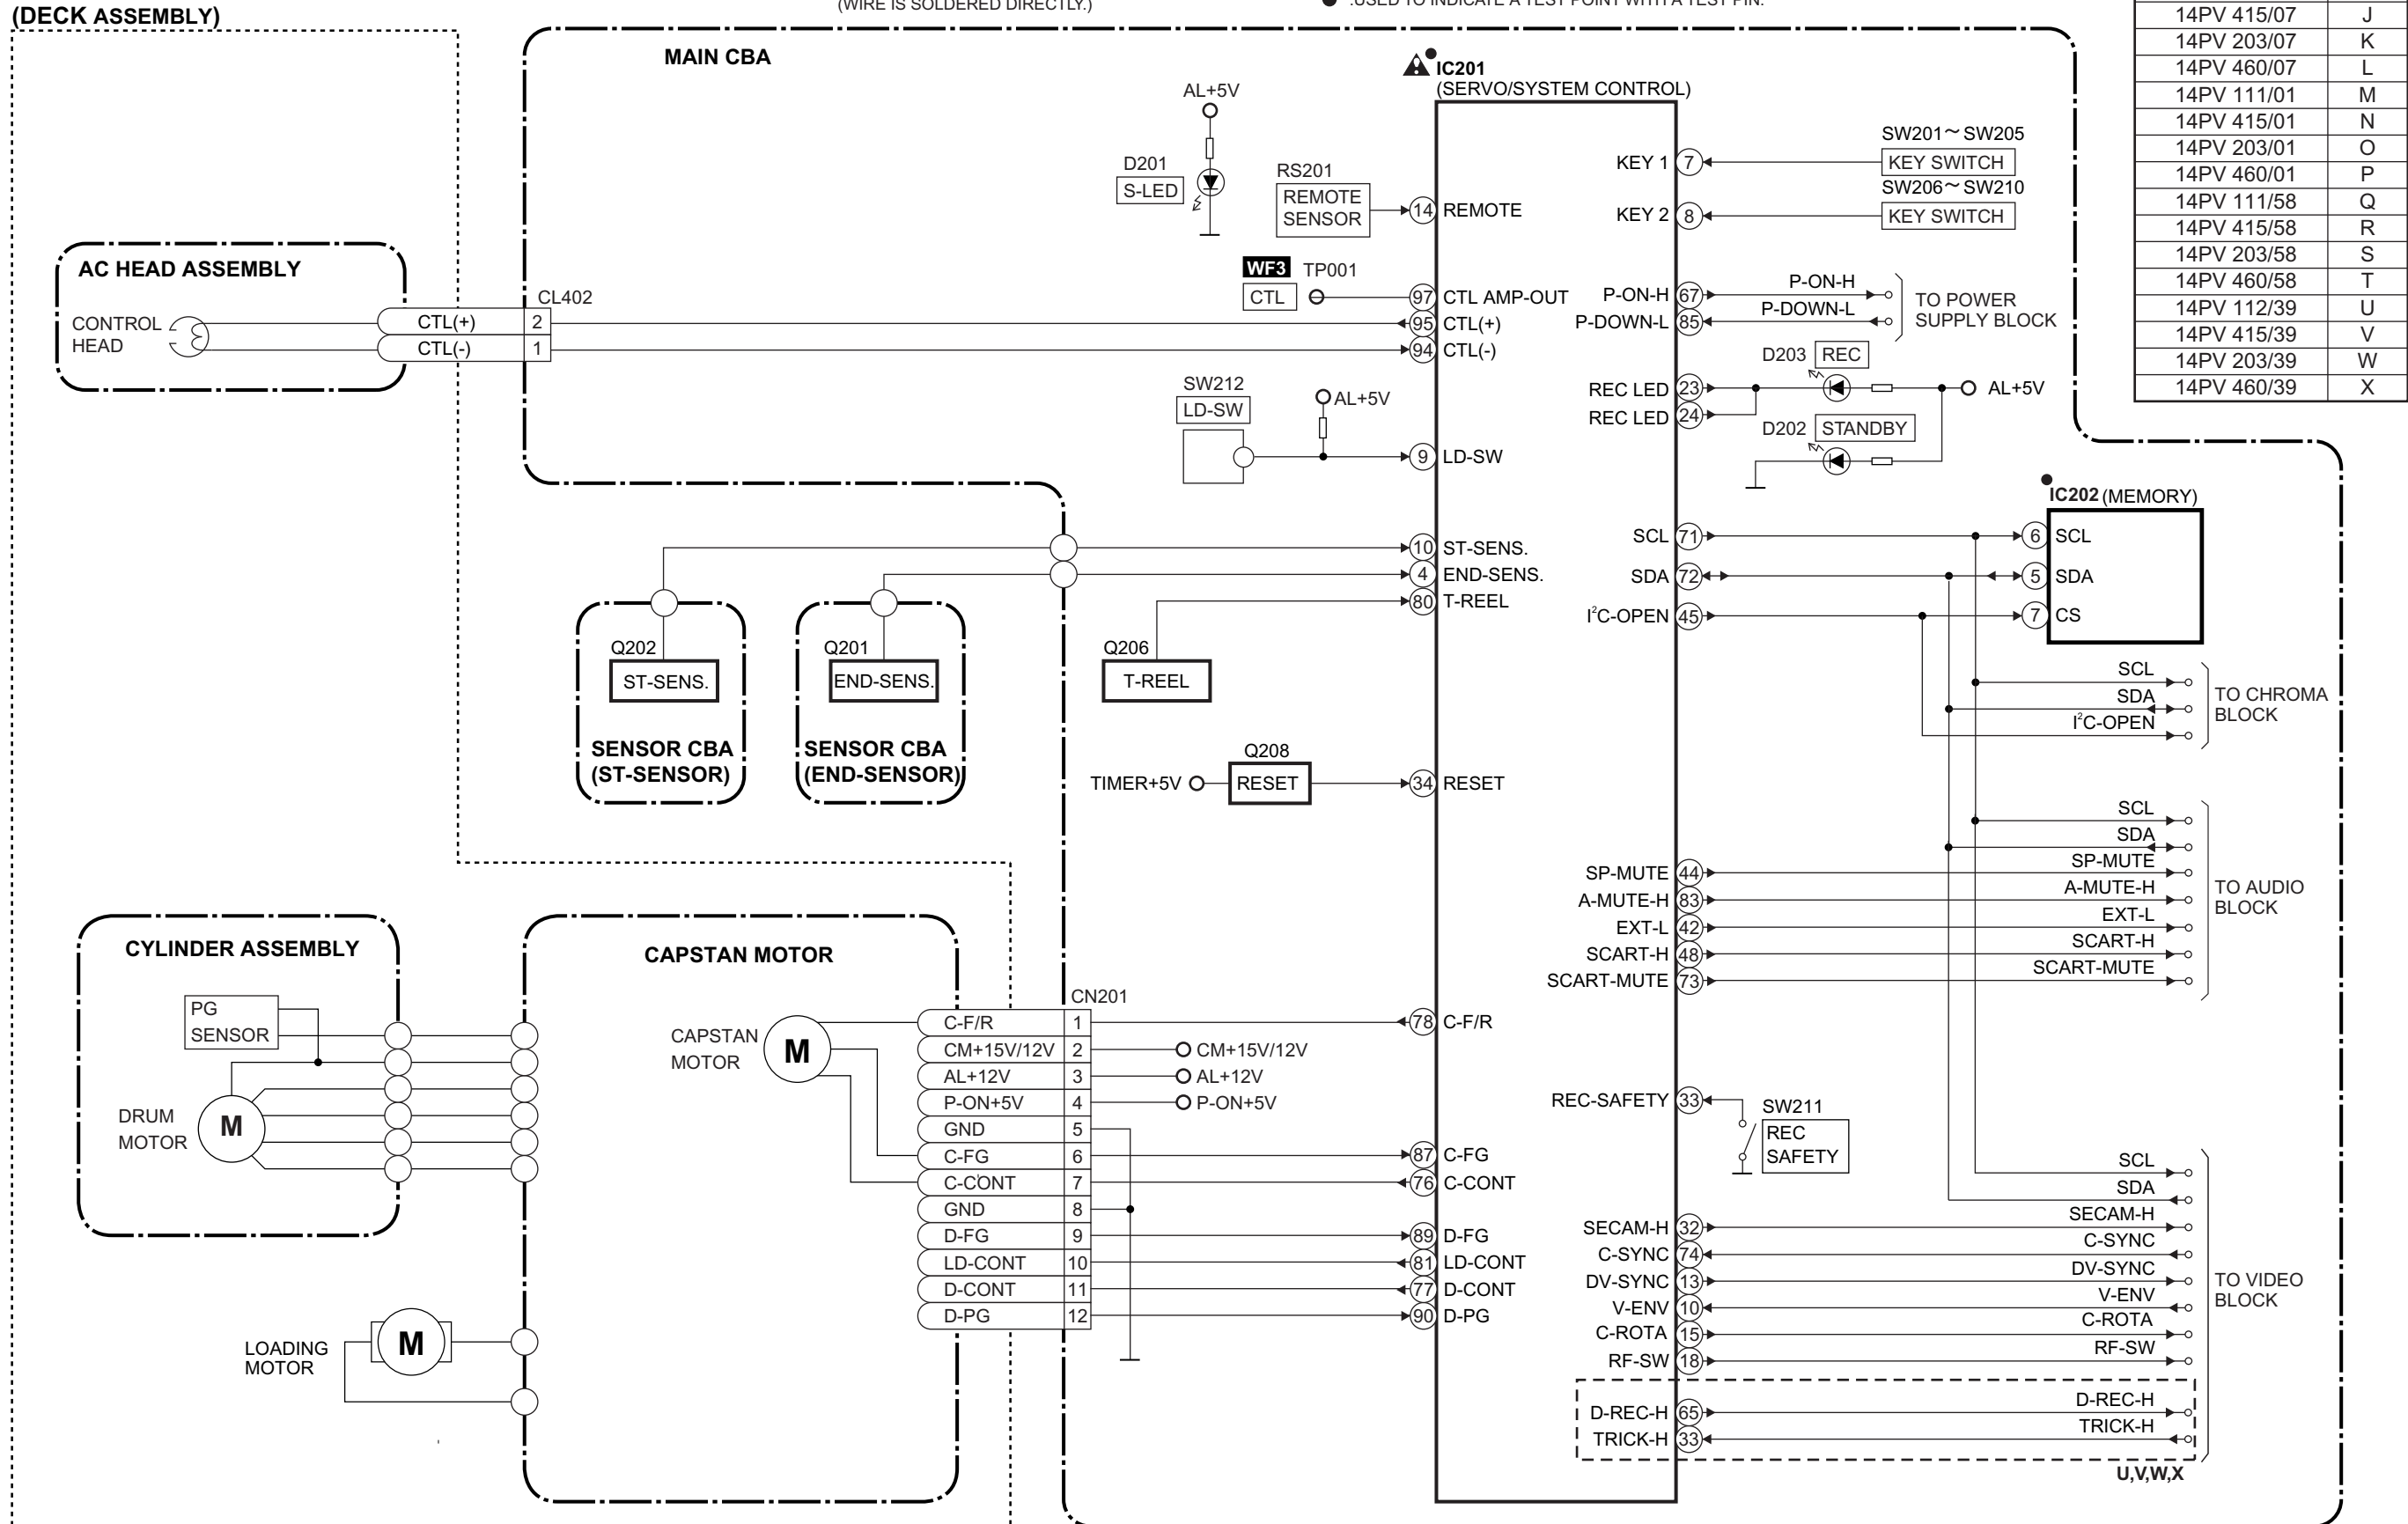 (DECK ASSEMBLY)
(WIRE IS SOLDERED DIRECTLY.)
:USED TO INDICATE A TEST POINT WITH A TEST PIN.
14PV 415/07 J
14PV 203/07 K
14PV 460/07 L
14PV 111/01 M
14PV 415/01 N
14PV 203/01 O
14PV 460/01 P
14PV 111/58 Q
14PV 415/58 R
14PV 203/58 S
14PV 460/58 T
14PV 112/39 U
14PV 415/39 V
14PV 203/39 W
14PV 460/39 X
MAIN CBA
IC201
(SERVO/SYSTEM CONTROL)
AL+5V
D201
S-LED
RS201
REMOTE
SENSOR
14 REMOTE
KEY 1 7
SW201~SW205
KEY SWITCH
SW206~SW210
KEY 2 8
KEY SWITCH
AC HEAD ASSEMBLY
CONTROL
HEAD
CL402
CTL(+) 2
CTL(-) 1
WF3 TP001
CTL
97 CTL AMP-OUT
95 CTL(+)
94 CTL(-)
P-ON-H 67
P-ON-H
P-DOWN-L 85
P-DOWN-L
TO POWER
SUPPLY BLOCK
D203 REC
REC LED 23
AL+5V
REC LED 24
D202 STANDBY
SW212
LD-SW
AL+5V
9 LD-SW
IC202 (MEMORY)
10 ST-SENS.
4 END-SENS.
80 T-REEL
SCL 71
6 SCL
SDA 72
5 SDA
I²C-OPEN 45
7 CS
Q202
ST-SENS.
SENSOR CBA
(ST-SENSOR)
Q201
END-SENS.
SENSOR CBA
(END-SENSOR)
Q206
T-REEL
SCL
SDA
I²C-OPEN
TO CHROMA
BLOCK
TIMER+5V
Q208
RESET
34 RESET
SCL
SDA
SP-MUTE 44
SP-MUTE
A-MUTE-H 83
A-MUTE-H
EXT-L 42
EXT-L
SCART-H 48
SCART-H
SCART-MUTE 73
SCART-MUTE
TO AUDIO
BLOCK
CYLINDER ASSEMBLY
PG
SENSOR
DRUM
MOTOR
M
CAPSTAN MOTOR
CAPSTAN
MOTOR
M
CN201
C-F/R 1
CM+15V/12V 2
AL+12V 3
P-ON+5V 4
GND 5
C-FG 6
C-CONT 7
GND 8
D-FG 9
LD-CONT 10
D-CONT 11
D-PG 12
CM+15V/12V
AL+12V
P-ON+5V
78 C-F/R
87 C-FG
76 C-CONT
89 D-FG
81 LD-CONT
77 D-CONT
90 D-PG
REC-SAFETY 33
SW211
REC
SAFETY
SCL
SDA
SECAM-H 32
SECAM-H
C-SYNC 74
C-SYNC
DV-SYNC 13
DV-SYNC
V-ENV 10
V-ENV
C-ROTA 15
C-ROTA
RF-SW 18
RF-SW
D-REC-H 65
D-REC-H
TRICK-H 33
TRICK-H
TO VIDEO
BLOCK
U,V,W,X
LOADING
MOTOR
M